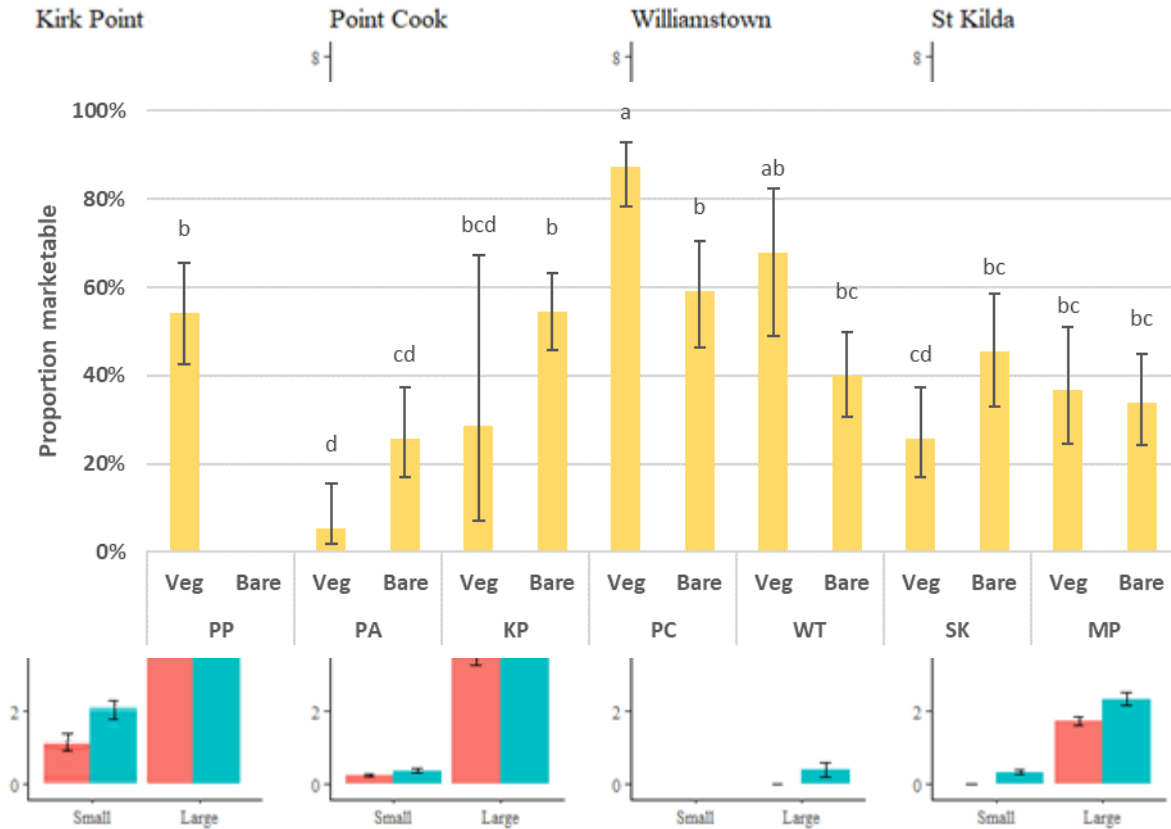 Kirk Point Point Cook Williamstown St Kilda
8 8 8
100%
a
80% ab
b b bcd b
bc bc
60%
bc bc
cd cd
40%
d
20%
0%
Proportion marketable
Veg Bare Veg Bare Veg Bare Veg Bare Veg Bare Veg Bare Veg Bare
PP PA KP PC WT SK MP
2 2 2 2
0 0 0 0
Small Large Small Large Small Large Small Large